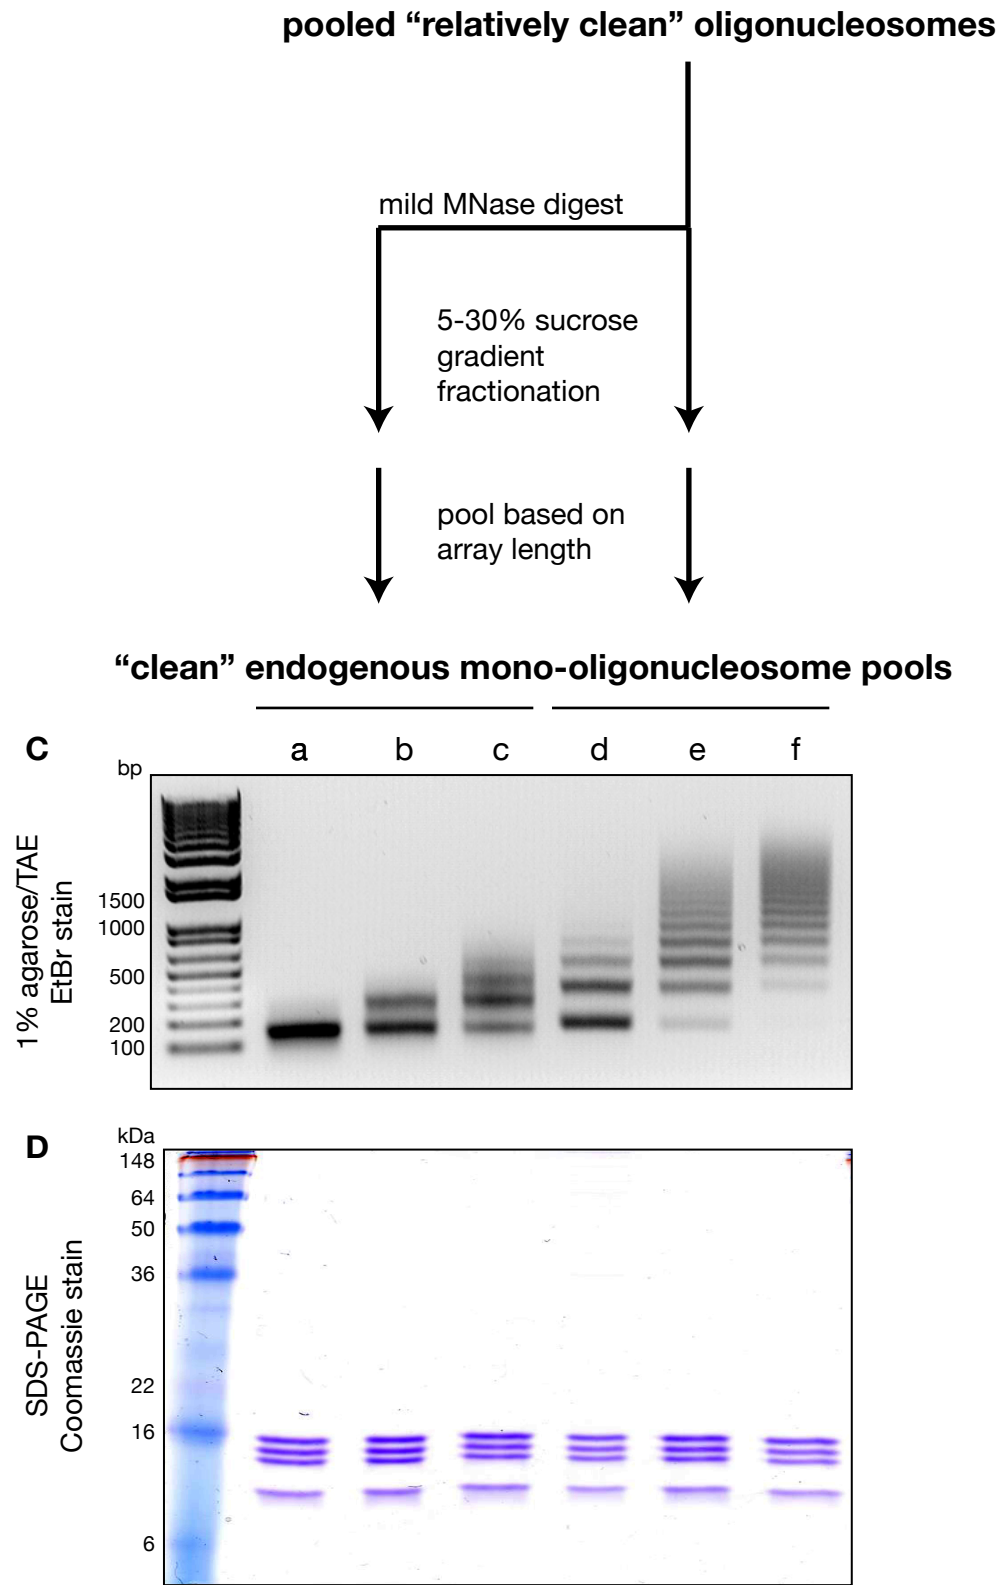 pooled “relatively clean” oligonucleosomes
mild MNase digest
5-30% sucrose
gradient
fractionation
pool based on
array length
“clean” endogenous mono-oligonucleosome pools
C
a b c d e f
bp
1% agarose/TAE
EtBr stain
1500
1000
500
200
100
D
kDa
SDS-PAGE
Coomassie stain
148
64
50
36
22
16
6